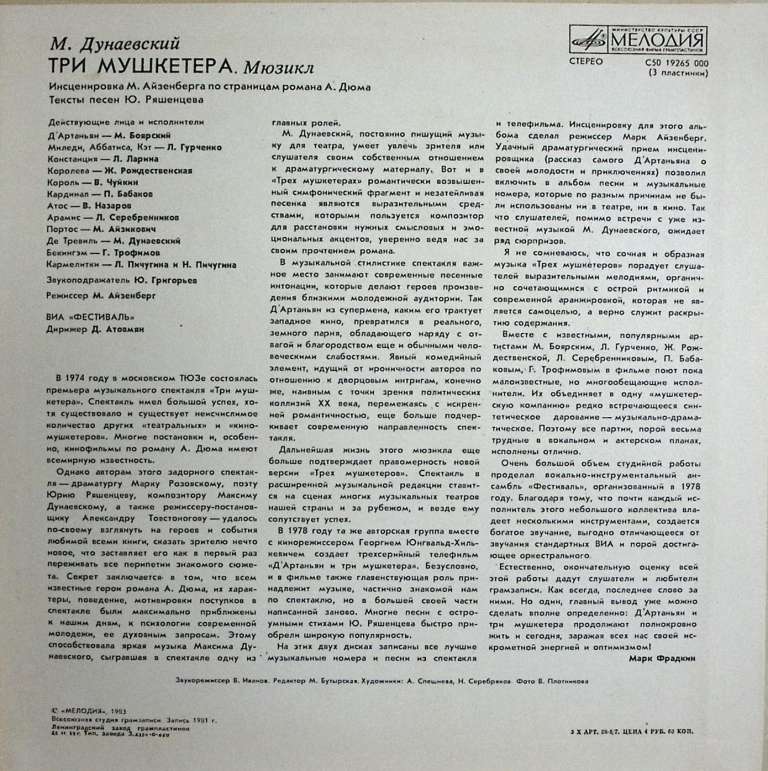 М. Дунаевский
ТРИ МУШКЕТЕРА. Мюзикл
Инсценировка М. Айзенберга по страницам романа А. Дюма
Тексты песен Ю. Ряшенцева
МИНИСТЕРСТВО КУЛЬТУРЫ СССР
МЕЛОДИЯ
ВСЕСОЮЗНАЯ ФИРМА ГРАМПЛАСТИНОК
СТЕРЕО
С50 19265 000
(3 пластинки)
Действующие лица и исполнители
Д'Артаньян — М. Боярский
Миледи, Аббатиса, Кэт — Л. Гурченко
Констанция — Л. Ларина
Королева — Ж. Рождественская
Король — В. Чуйкин
Кардинал — П. Бабаков
Атос — В. Назаров
Арамис — Л. Серебренников
Портос — М. Айзикович
Де Тревиль — М. Дунаевский
Бекингэм — Г. Трофимов
Кармелитки — Л. Пичугина и Н. Пичугина
Звукоподражатель Ю. Григорьев
Режиссер М. Айзенберг
ВИА «ФЕСТИВАЛЬ»
Дирижер Д. Атовмян
В 1974 году в московском ТЮЗе состоялась
премьера музыкального спектакля «Три муш-
кетера». Спектакль имел большой успех, хо-
тя существовало и существует неисчислимое
количество других «театральных» и «кино-
мушкетеров». Многие постановки и, особен-
но, кинофильмы по роману А. Дюма имеют
всемирную известность.
Однако авторам этого задорного спектак-
ля — драматургу Марку Розовскому, поэту
Юрию Ряшенцеву, композитору Максиму
Дунаевскому, а также режиссеру-постанов-
щику Александру Товстоногову — удалось
по-своему взглянуть на героев и события
любимой всеми книги, сказать зрителю нечто
новое, что заставляет его как в первый раз
переживать все перипетии знакомого сюже-
та. Секрет заключается в том, что всем
известные герои романа А. Дюма, их харак-
теры, поведение, мотивировки поступков в
спектакле были максимально приближены
к нашим дням, к психологии современной
молодежи, ее духовным запросам. Этому
способствовала яркая музыка Максима Ду-
наевского, сыгравшая в спектакле одну из
главных ролей.
М. Дунаевский, постоянно пишущий музы-
ку для театра, умеет увлечь зрителя или
слушателя своим собственным отношением
к драматургическому материалу. Вот и в
«Трех мушкетерах» романтически возвышен-
ный симфонический фрагмент и незатейливая
песенка являются выразительными сред-
ствами, которыми пользуется композитор
для расстановки нужных смысловых и эмо-
циональных акцентов, уверенно ведя нас за
своим прочтением романа.
В музыкальной стилистике спектакля важ-
ное место занимают современные песенные
интонации, которые делают героев произве-
дения близкими молодежной аудитории. Так
Д'Артаньян из супермена, каким его трактует
западное кино, превратился в реального,
земного парня, обладающего наряду с от-
вагой и благородством еще и обычными чело-
веческими слабостями. Явный комедийный
элемент, идущий от ироничности авторов по
отношению к дворцовым интригам, конечно
же, наивным с точки зрения политических
коллизий XX века, перемежаясь с искрен-
ней романтичностью, еще больше подчер-
кивает современную направленность спек-
такля.
Дальнейшая жизнь этого мюзикла еще
больше подтверждает правомерность новой
версии «Трех мушкетеров». Спектакль в
расширенной музыкальной редакции ставит-
ся на сценах многих музыкальных театров
нашей страны и за рубежом, и везде ему
сопутствует успех.
В 1978 году та же авторская группа вместе
с кинорежиссером Георгием Юнгвальд-Хиль-
кевичем создает трехсерийный телефильм
«Д'Артаньян и три мушкетера». Безусловно,
и в фильме также главенствующая роль при-
надлежит музыке, частично знакомой нам
по спектаклю, но в большей своей части
написанной заново. Многие песни с остро-
умными стихами Ю. Ряшенцева быстро при-
обрели широкую популярность.
На этих двух дисках записаны все лучшие
музыкальные номера и песни из спектакля
и телефильма. Инсценировку для этого аль-
бома сделал режиссер Марк Айзенберг.
Удачный драматургический прием инсцени-
ровщика (рассказ самого Д'Артаньяна о
своей молодости и приключениях) позволил
включить в альбом песни и музыкальные
номера, которые по разным причинам не бы-
ли использованы ни в театре, ни в кино. Так
что слушателей, помимо встречи с уже из-
вестной музыкой М. Дунаевского, ожидает
ряд сюрпризов.
Я не сомневаюсь, что сочная и образная
музыка «Трех мушкетеров» порадует слуша-
телей выразительными мелодиями, органич-
но сочетающимися с острой ритмикой и
современной аранжировкой, которая не яв-
ляется самоцелью, а верно служит раскры-
тию содержания.
Вместе с известными, популярными ар-
тистами М. Боярским, Л. Гурченко, Ж. Рож-
дественской, Л. Серебренниковым, П. Баба-
ковым, Г. Трофимовым в фильме поют пока
малоизвестные, но многообещающие испол-
нители. Их объединяет в одну «мушкетер-
скую компанию» редко встречающееся син-
тетическое дарование — музыкально-драма-
тическое. Поэтому все партии, порой весьма
трудные в вокальном и актерском планах,
исполнены отлично.
Очень большой объем студийной работы
проделал вокально-инструментальный ан-
самбль «Фестиваль», организованный в 1978
году. Благодаря тому, что почти каждый ис-
полнитель этого небольшого коллектива вла-
деет несколькими инструментами, создается
богатое звучание, выгодно отличающееся от
звучания стандартных ВИА и порой достига-
ющее оркестрального.
Естественно, окончательную оценку всей
этой работы дадут слушатели и любители
грамзаписи. Как всегда, последнее слово за
ними. Но один, главный вывод уже можно
сделать вполне определенно: Д'Артаньян и
три мушкетера продолжают полнокровно
жить и сегодня, заражая всех нас своей ис-
крометной энергией и оптимизмом!
Марк Фрадкин
Звукорежиссер В. Иванов. Редактор М. Бутырская. Художники: А. Спешнева, Н. Серебряков. Фото В. Плотникова
© «МЕЛОДИЯ», 1983
Всесоюзная студия грамзаписи. Запись 1981 г.
Ленинградский завод грампластинок
Тип. завода
3 X АРТ. ЦЕНА 4 РУБ. 60 КОП.